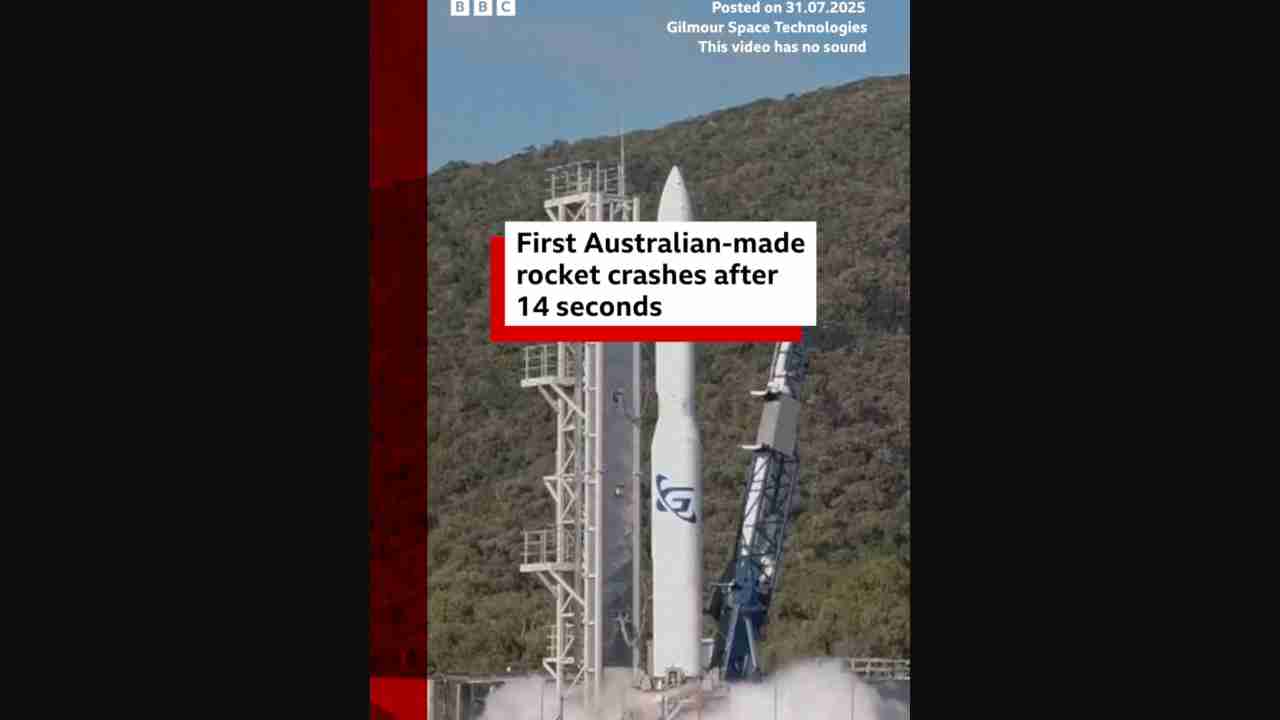 BBC
Posted on 31.07.2025
Gilmour Space Technologies
This video has no sound
First Australian-made
rocket crashes after
14 seconds
G